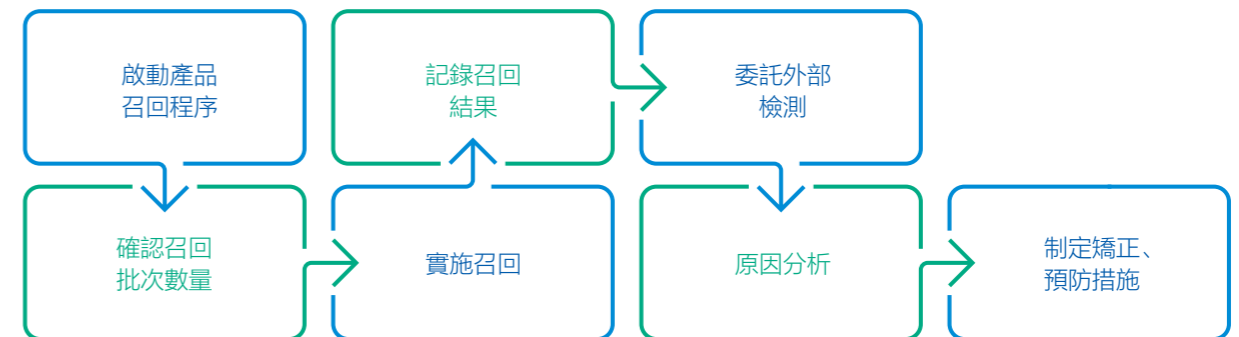 啟動產品
召回程序
確認召回
批次數量
實施召回
記錄召回
結果
委託外部
檢測
原因分析
制定矯正、
預防措施